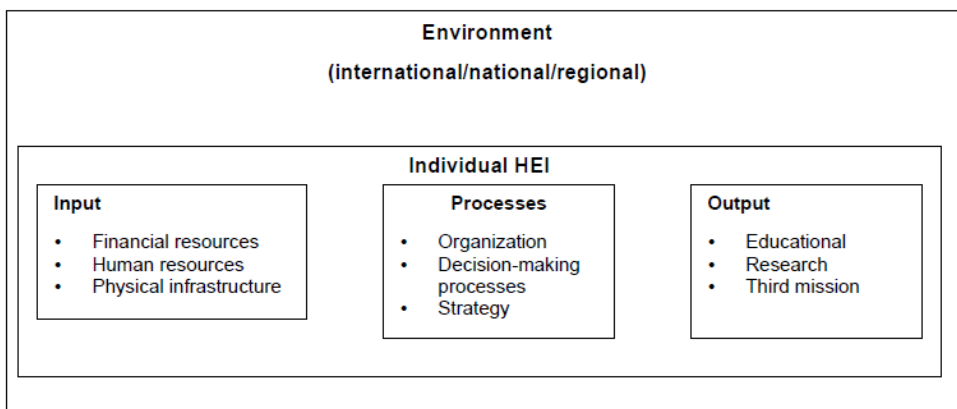 Environment
(international/national/regional)
Individual HEI
Input
• Financial resources
• Human resources
• Physical infrastructure
Processes
• Organization
• Decision-making
processes
• Strategy
Output
• Educational
• Research
• Third mission